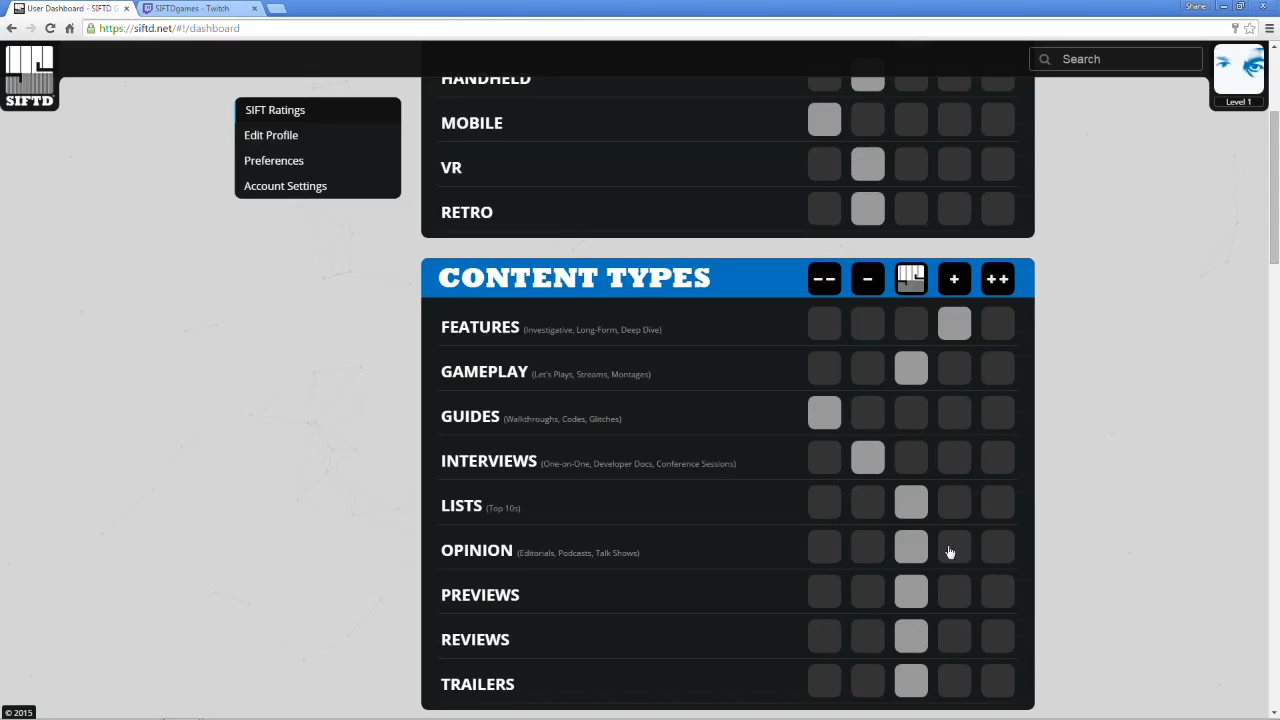 User Dashboard - SIFTD G
SIFTDgames - Twitch
Shane
https://siftd.net/#!/dashboard
SIFTD
Search
Level 1
SIFT Ratings
Edit Profile
Preferences
Account Settings
HANDHELD
MOBILE
VR
RETRO
CONTENT TYPES -- - + ++
FEATURES (Investigative, Long-Form, Deep Dive)
GAMEPLAY (Let's Plays, Streams, Montages)
GUIDES (Walkthroughs, Codes, Glitches)
INTERVIEWS (One-on-One, Developer Docs, Conference Sessions)
LISTS (Top 10s)
OPINION (Editorials, Podcasts, Talk Shows)
PREVIEWS
REVIEWS
TRAILERS
© 2015